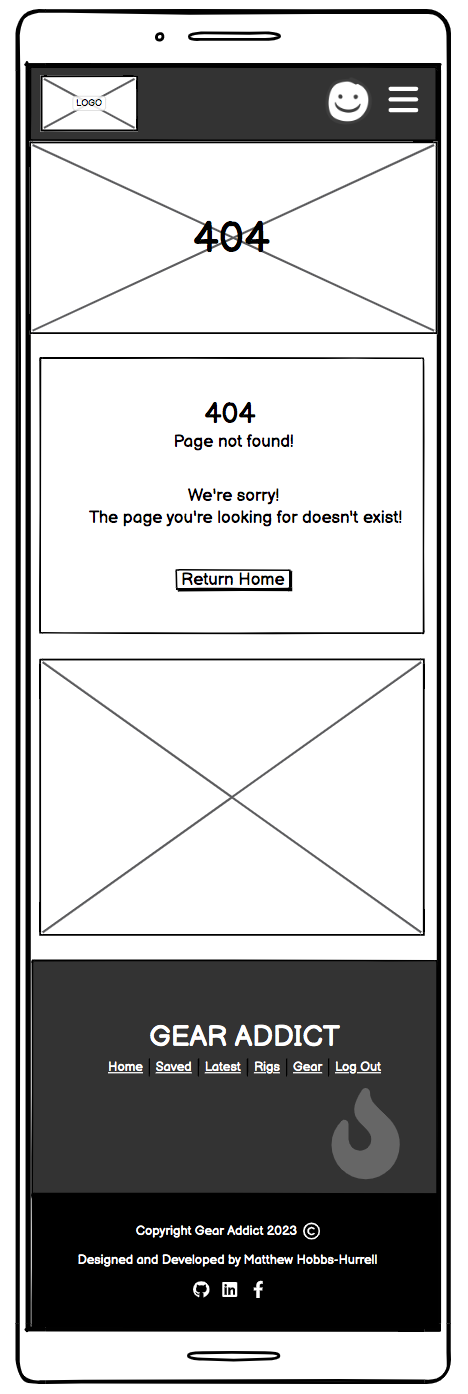 LOGO
404
404
Page not found!
We're sorry!
The page you're looking for doesn't exist!
Return Home
GEAR ADDICT
Home | Saved | Latest | Rigs | Gear | Log Out
Copyright Gear Addict 2023 ©
Designed and Developed by Matthew Hobbs-Hurrell